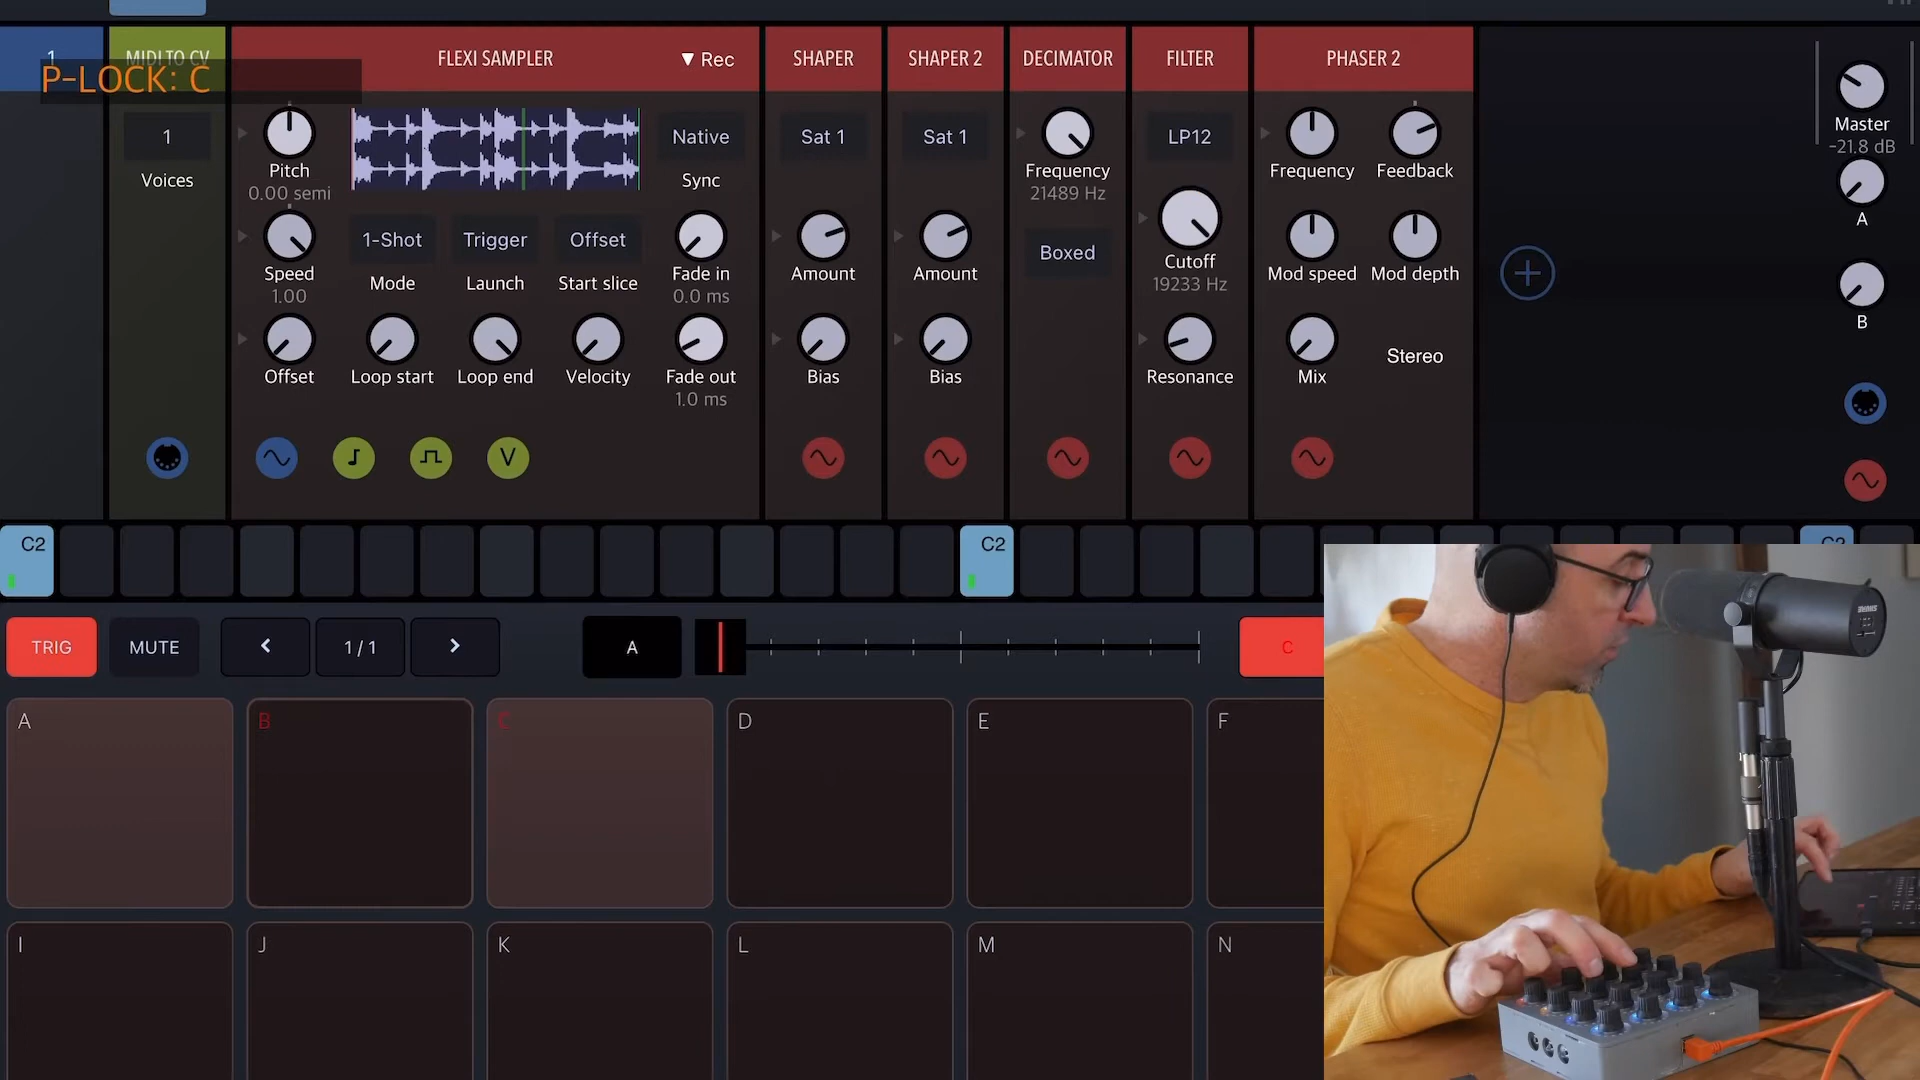 1
MIDI TO CV
FLEXI SAMPLER
▼ Rec
SHAPER
SHAPER 2
DECIMATOR
FILTER
PHASER 2
P-LOCK: C
Master
-21.8 dB
1
Voices
Pitch
0.00 semi
Native
Sync
Sat 1
Sat 1
Frequency
21489 Hz
LP12
Frequency
Feedback
A
Speed
1.00
1-Shot
Mode
Trigger
Launch
Offset
Start slice
Fade in
0.0 ms
Amount
Amount
Boxed
Cutoff
19233 Hz
Mod speed
Mod depth
B
Offset
Loop start
Loop end
Velocity
Fade out
1.0 ms
Bias
Bias
Resonance
Mix
Stereo
V
C2
C2
C2
TRIG
MUTE
<
1 / 1
>
A
C
A
B
C
D
E
F
I
J
K
L
M
N
SHURE